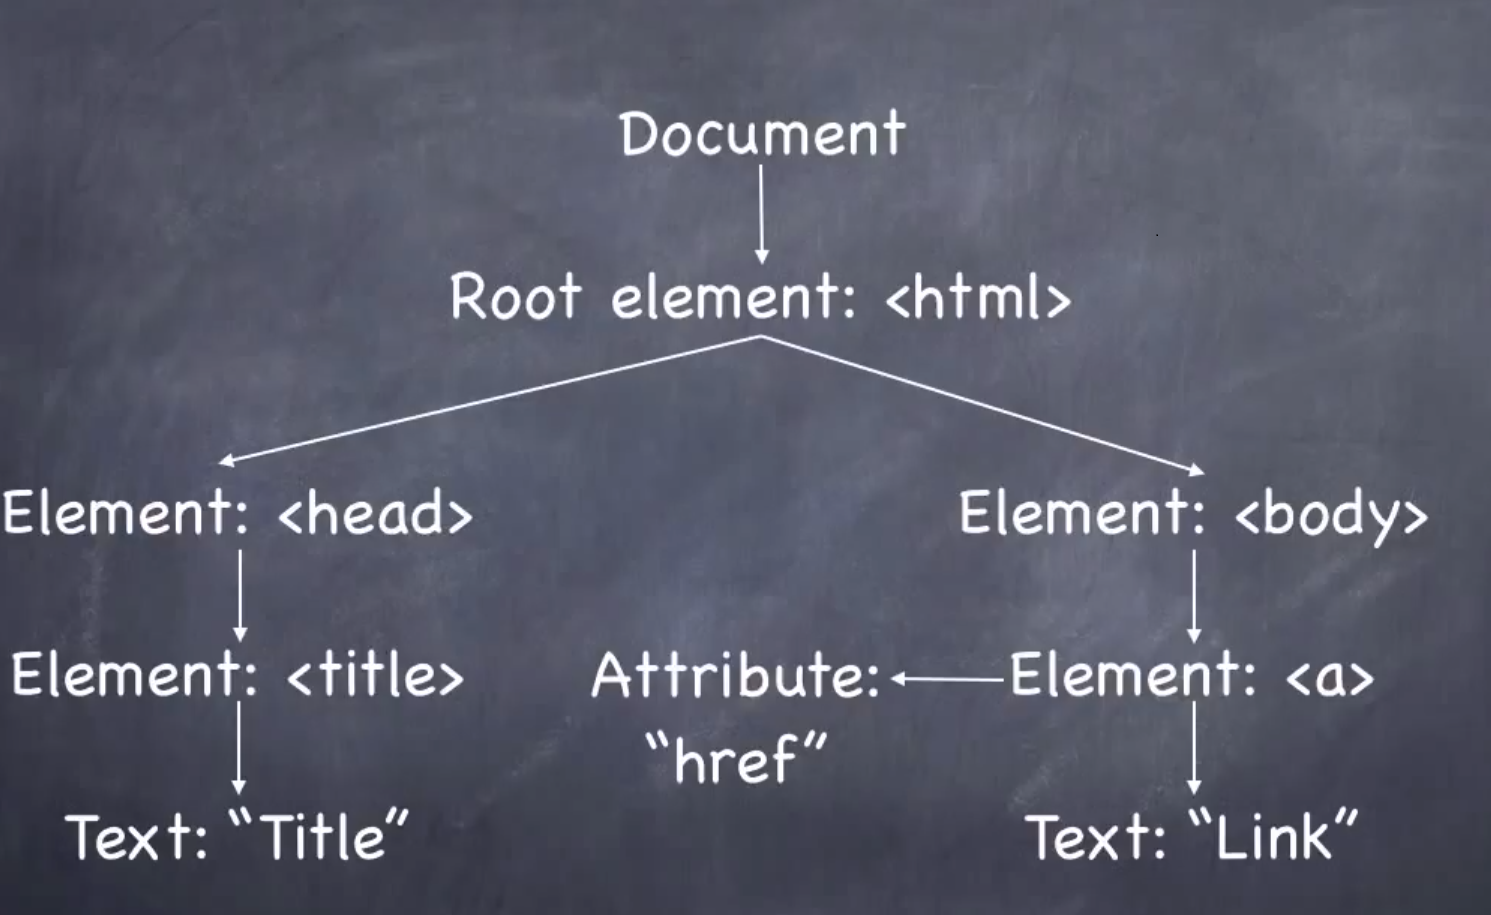 Document
Root element: <html>
Element: <head>
Element: <body>
Element: <title>
Attribute:
“href”
Element: <a>
Text: “Title”
Text: “Link”